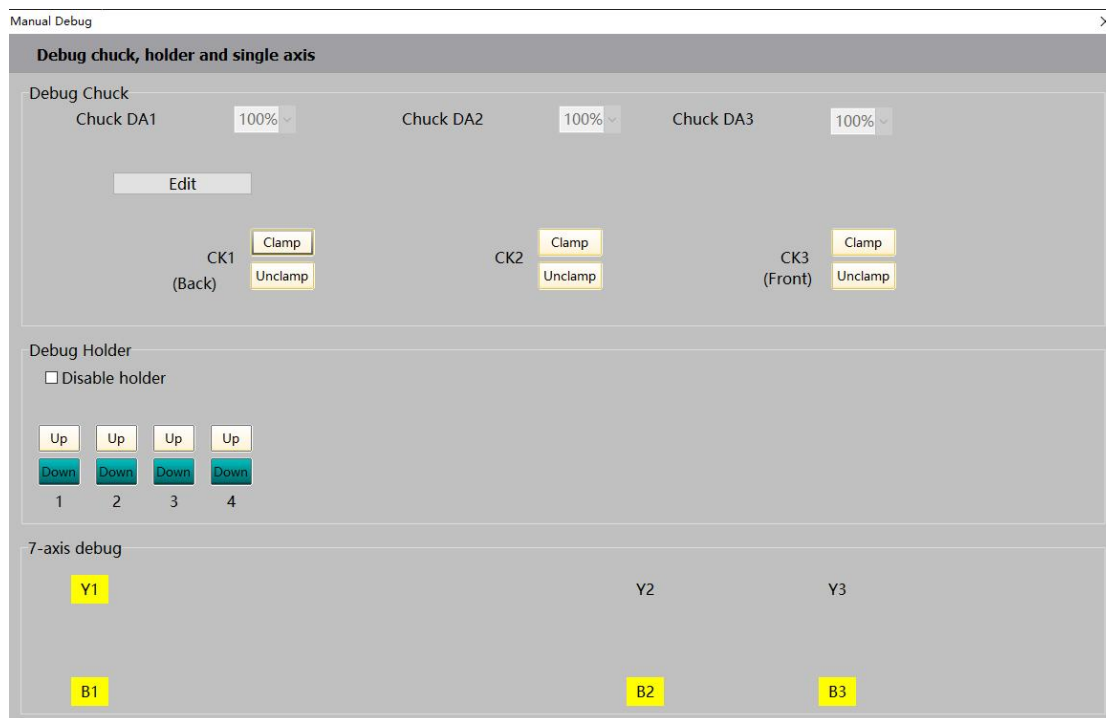 Manual Debug
Debug chuck, holder and single axis
Debug Chuck
Chuck DA1 100% Chuck DA2 100% Chuck DA3 100%
Edit
Clamp Clamp Clamp
CK1 CK2 CK3
(Back) Unclamp Unclamp (Front) Unclamp
Debug Holder
Disable holder
Up Up Up Up
Down Down Down Down
1 2 3 4
7-axis debug
Y1 Y2 Y3
B1 B2 B3